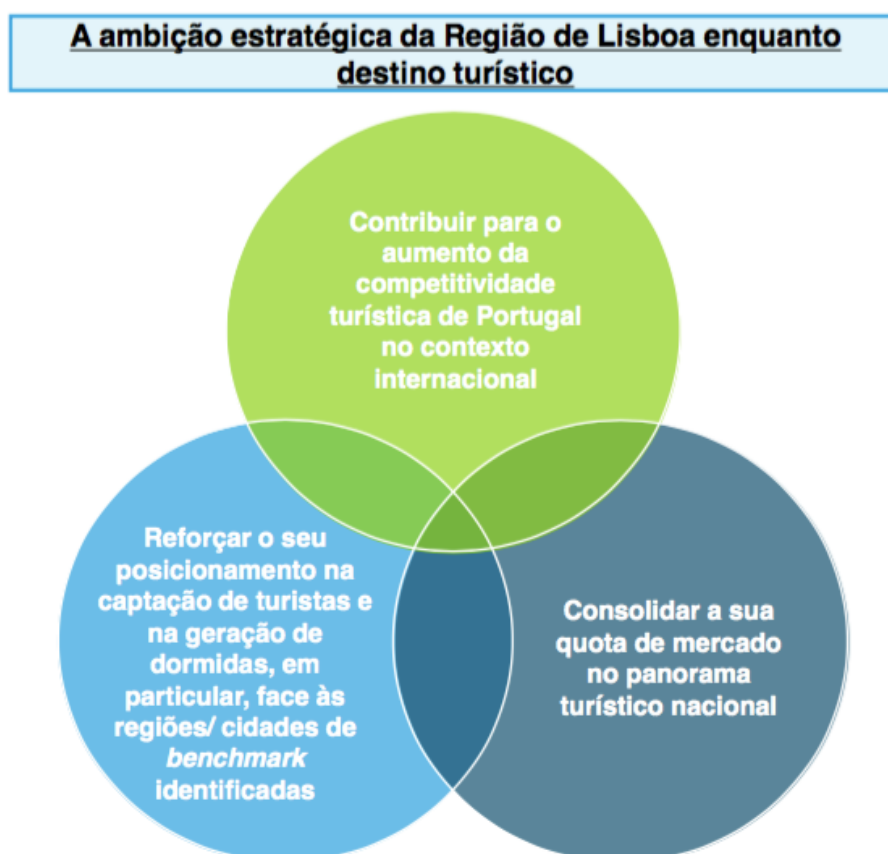 A ambição estratégica da Região de Lisboa enquanto
destino turístico
Contribuir para o
aumento da
competitividade
turística de Portugal
no contexto
internacional
Reforçar o seu
posicionamento na
captação de turistas e
na geração de
dormidas, em
particular, face às
regiões/ cidades de
benchmark
identificadas
Consolidar a sua
quota de mercado
no panorama
turístico nacional